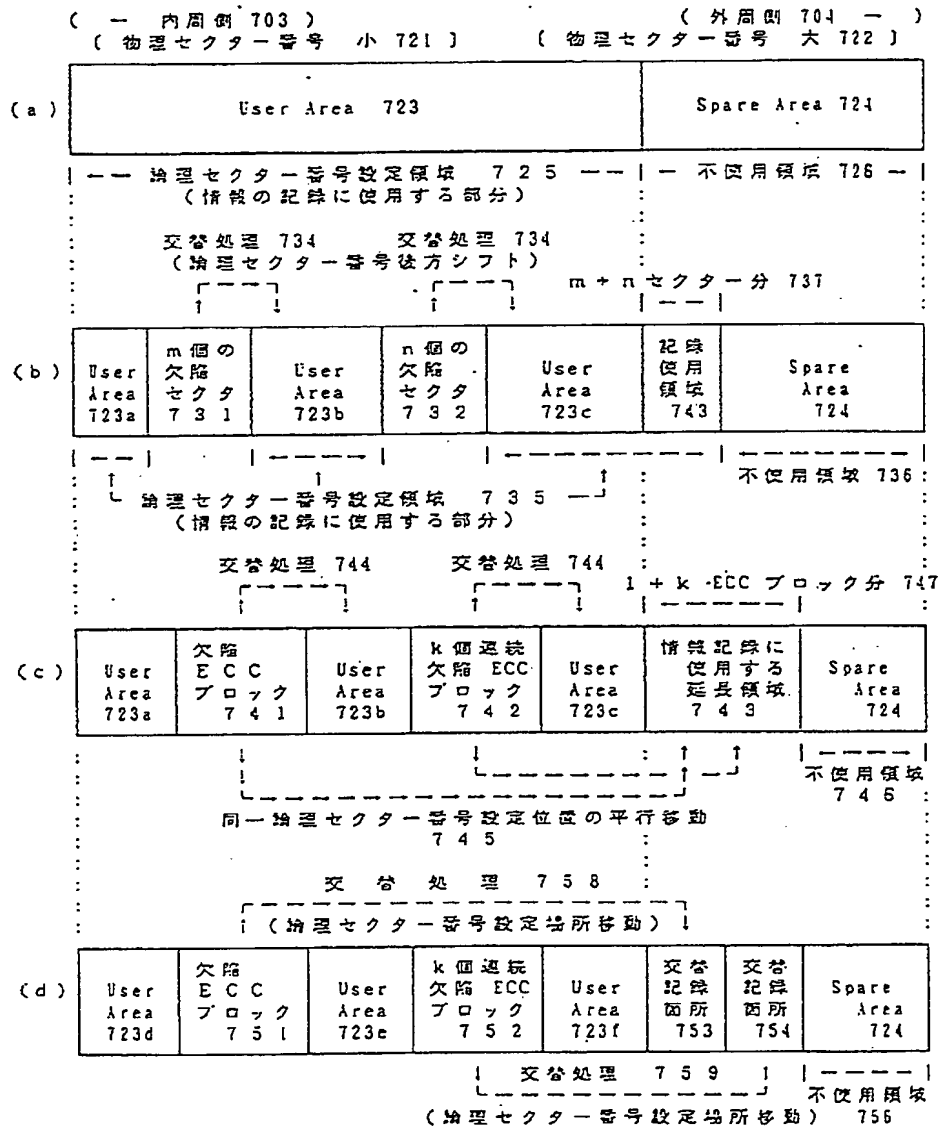 ( ー 内周側 703 )
( 外周側 704 ー )
[ 物理セクター番号 小 721 ]
[ 物理セクター番号 大 722 ]
(a)
User Area 723
Spare Area 724
|ーー 論理セクター番号設定領域 725 ーー|ー 不使用領域 726 ー|
(情報の記録に使用する部分)
交替処理 734
交替処理 734
(論理セクター番号後方シフト)
m+nセクター分 737
(b)
User Area 723a
m個の欠陥セクタ 731
User Area 723b
n個の欠陥セクタ 732
User Area 723c
記録使用領域 743
Spare Area 724
不使用領域 736
論理セクター番号設定領域 735
(情報の記録に使用する部分)
交替処理 744
交替処理 744
1+k ECC ブロック分 747
(c)
User Area 723a
欠陥 ECC ブロック 741
User Area 723b
k個連続欠陥 ECC ブロック 742
User Area 723c
情報記録に使用する延長領域 743
Spare Area 724
不使用領域 746
同一論理セクター番号設定位置の平行移動
745
交替処理 758
(論理セクター番号設定場所移動)
(d)
User Area 723d
欠陥 ECC ブロック 751
User Area 723e
k個連続欠陥 ECC ブロック 752
User Area 723f
交替記録箇所 753
交替記録箇所 754
Spare Area 724
交替処理 759
不使用領域
(論理セクター番号設定場所移動) 756